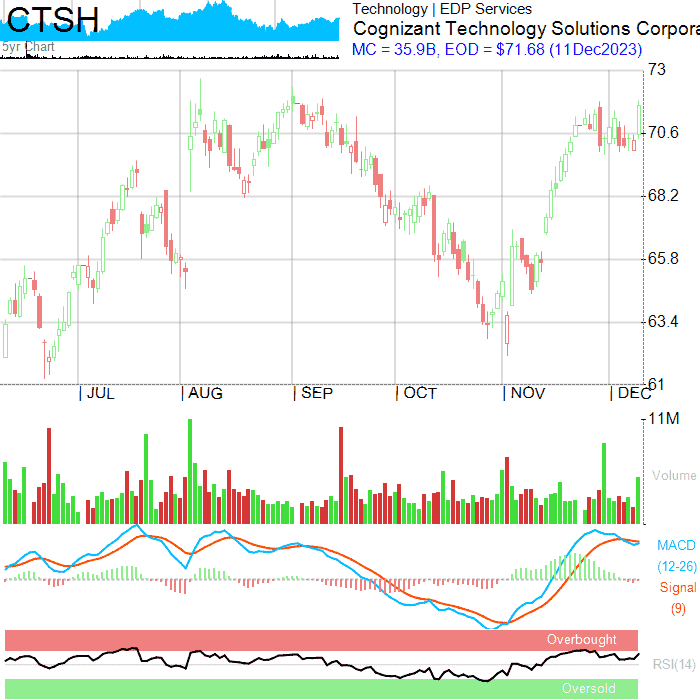 CTSH
5yr Chart
Technology | EDP Services
Cognizant Technology Solutions Corpora
MC = 35.9B, EOD = $71.68 (11Dec2023)
73
70.6
68.2
65.8
63.4
61
JUL AUG SEP OCT NOV DEC
11M
Volume
MACD
(12-26)
Signal
(9)
Overbought
RSI(14)
Oversold